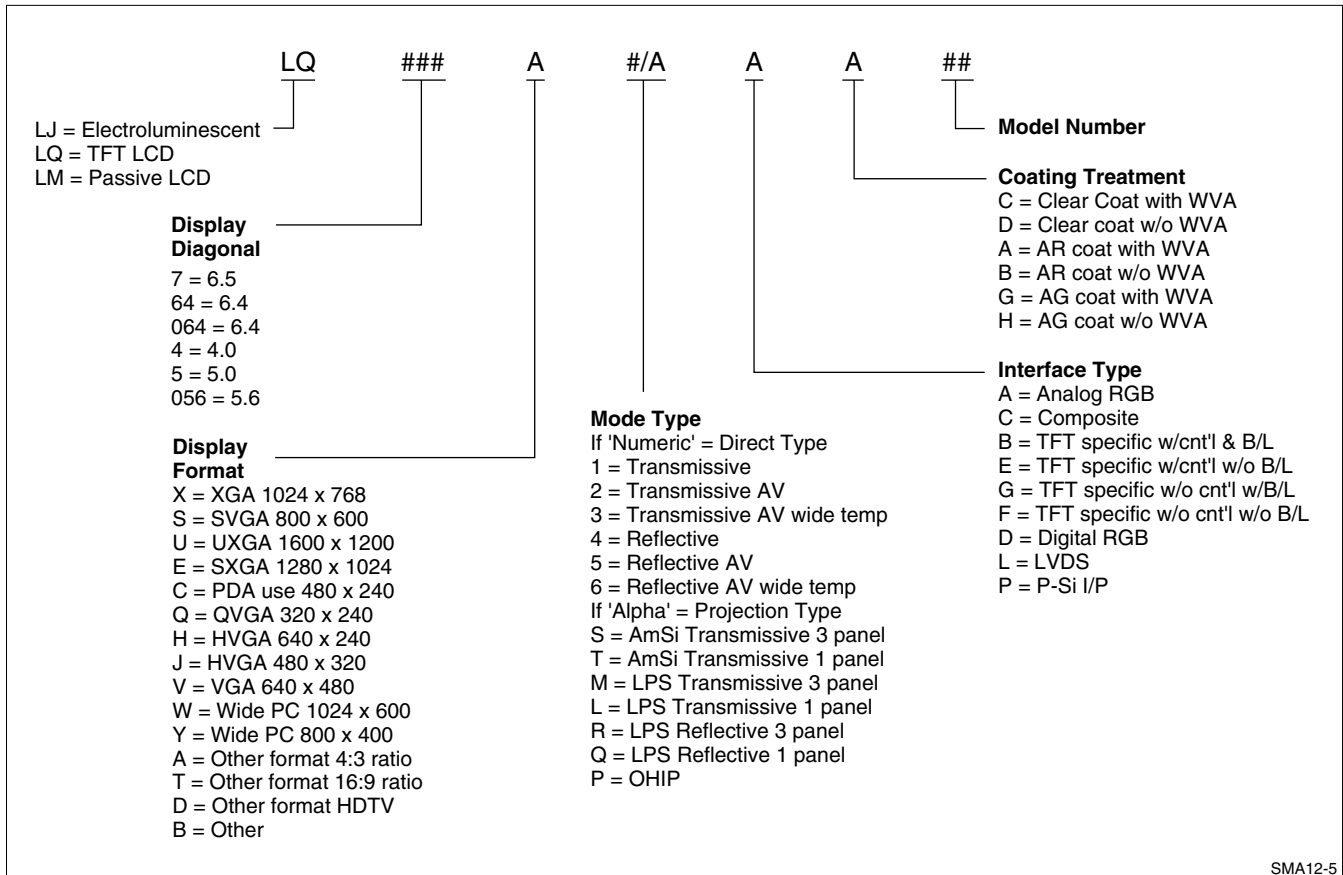 LQ ### A #/A A A ##
LJ = Electroluminescent
LQ = TFT LCD
LM = Passive LCD
Display
Diagonal
7 = 6.5
64 = 6.4
064 = 6.4
4 = 4.0
5 = 5.0
056 = 5.6
Display
Format
X = XGA 1024 x 768
S = SVGA 800 x 600
U = UXGA 1600 x 1200
E = SXGA 1280 x 1024
C = PDA use 480 x 240
Q = QVGA 320 x 240
H = HVGA 640 x 240
J = HVGA 480 x 320
V = VGA 640 x 480
W = Wide PC 1024 x 600
Y = Wide PC 800 x 400
A = Other format 4:3 ratio
T = Other format 16:9 ratio
D = Other format HDTV
B = Other
Mode Type
If 'Numeric' = Direct Type
1 = Transmissive
2 = Transmissive AV
3 = Transmissive AV wide temp
4 = Reflective
5 = Reflective AV
6 = Reflective AV wide temp
If 'Alpha' = Projection Type
S = AmSi Transmissive 3 panel
T = AmSi Transmissive 1 panel
M = LPS Transmissive 3 panel
L = LPS Transmissive 1 panel
R = LPS Reflective 3 panel
Q = LPS Reflective 1 panel
P = OHIP
Model Number
Coating Treatment
C = Clear Coat with WVA
D = Clear coat w/o WVA
A = AR coat with WVA
B = AR coat w/o WVA
G = AG coat with WVA
H = AG coat w/o WVA
Interface Type
A = Analog RGB
C = Composite
B = TFT specific w/cnt'l & B/L
E = TFT specific w/cnt'l w/o B/L
G = TFT specific w/o cnt'l w/B/L
F = TFT specific w/o cnt'l w/o B/L
D = Digital RGB
L = LVDS
P = P-Si I/P
SMA12-5